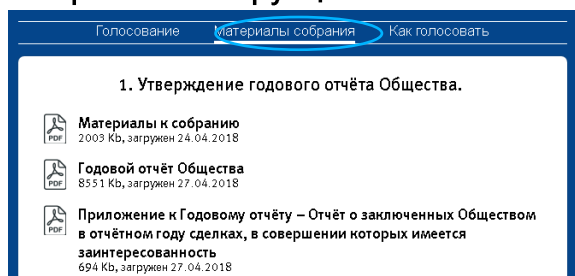 Голосование Материалы собрания Как голосовать
1. Утверждение годового отчёта Общества.
PDF
Материалы к собранию
2003 Kb, загружен 24.04.2018
PDF
Годовой отчёт Общества
8551 Kb, загружен 27.04.2018
PDF
Приложение к Годовому отчёту – Отчёт о заключенных Обществом
в отчётном году сделках, в совершении которых имеется
заинтересованность
694 Kb, загружен 27.04.2018